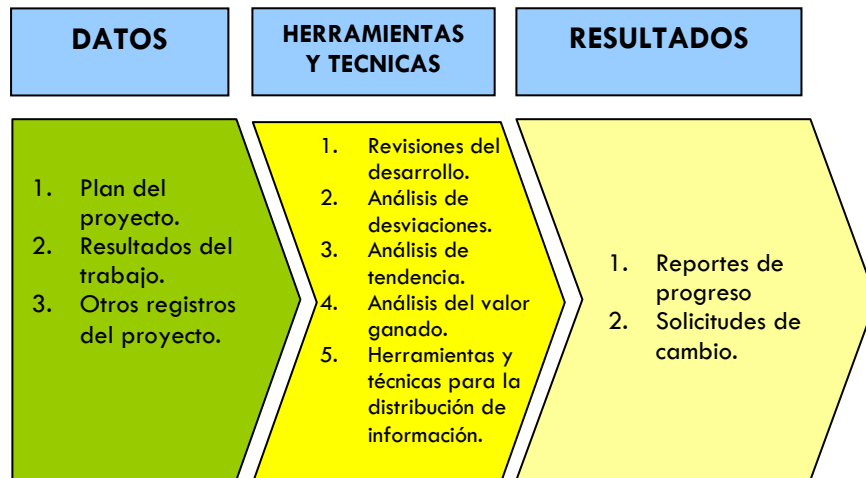 DATOS
HERRAMIENTAS
Y TECNICAS
RESULTADOS
1. Plan del
proyecto.
2. Resultados del
trabajo.
3. Otros registros
del proyecto.
1. Revisiones del
desarrollo.
2. Análisis de
desviaciones.
3. Análisis de
tendencia.
4. Análisis del valor
ganado.
5. Herramientas y
técnicas para la
distribución de
información.
1. Reportes de
progreso
2. Solicitudes de
cambio.